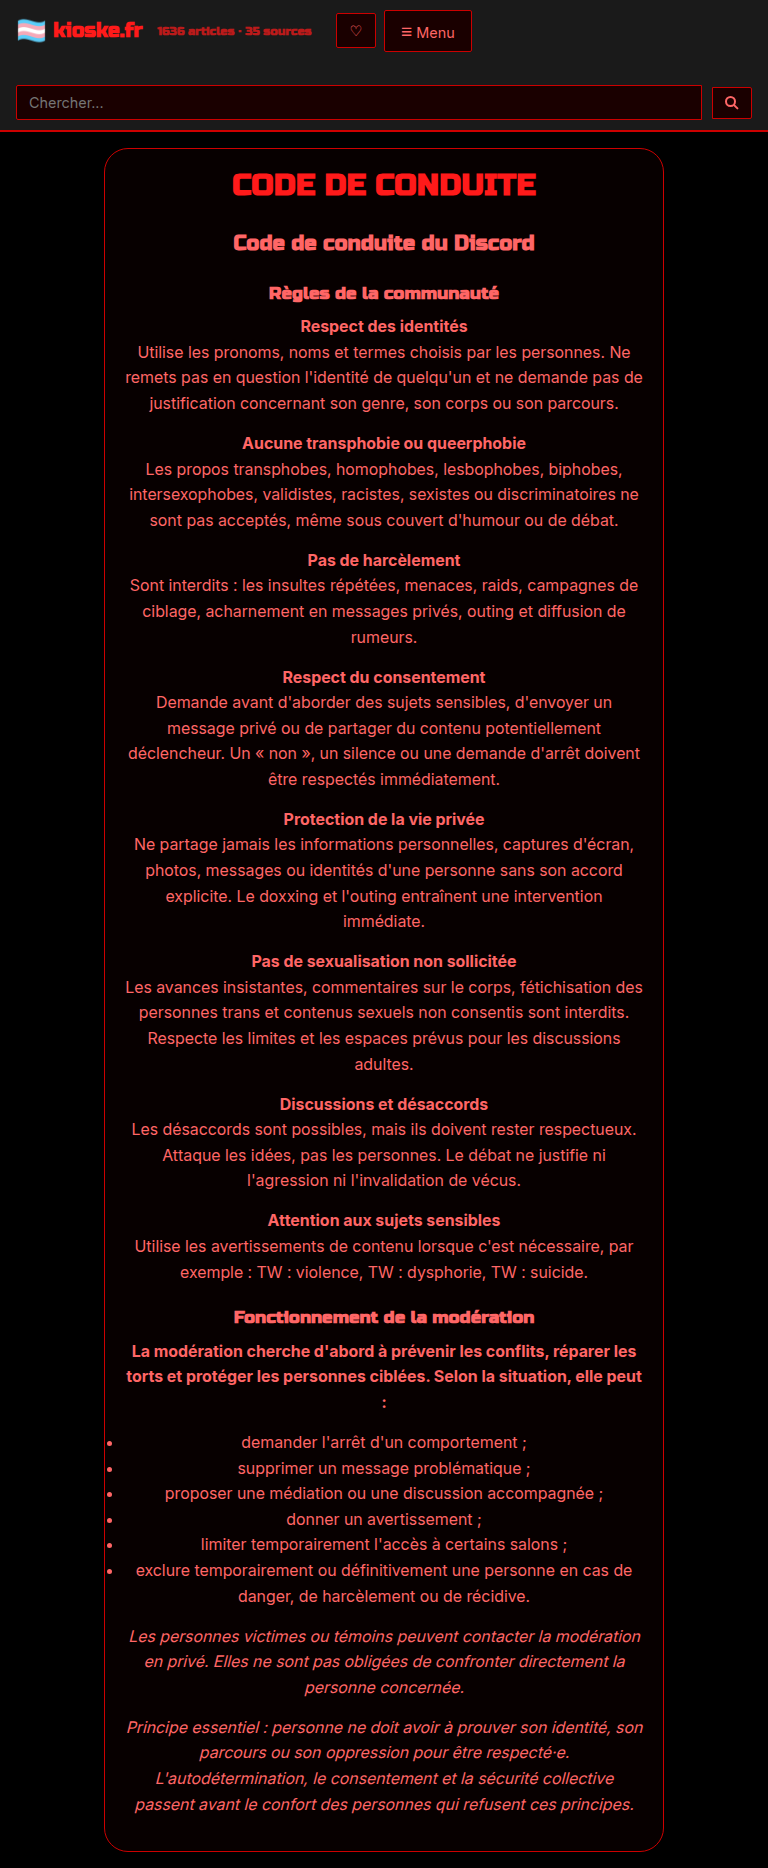 kioske.fr 1636 articles · 35 sources ♡ ≡ Menu
Chercher...
CODE DE CONDUITE
Code de conduite du Discord
Règles de la communauté
Respect des identités
Utilise les pronoms, noms et termes choisis par les personnes. Ne
remets pas en question l'identité de quelqu'un et ne demande pas de
justification concernant son genre, son corps ou son parcours.
Aucune transphobie ou queerphobie
Les propos transphobes, homophobes, lesbophobes, biphobes,
intersexophobes, validistes, racistes, sexistes ou discriminatoires ne
sont pas acceptés, même sous couvert d'humour ou de débat.
Pas de harcèlement
Sont interdits : les insultes répétées, menaces, raids, campagnes de
ciblage, acharnement en messages privés, outing et diffusion de
rumeurs.
Respect du consentement
Demande avant d'aborder des sujets sensibles, d'envoyer un
message privé ou de partager du contenu potentiellement
déclencheur. Un « non », un silence ou une demande d'arrêt doivent
être respectés immédiatement.
Protection de la vie privée
Ne partage jamais les informations personnelles, captures d'écran,
photos, messages ou identités d'une personne sans son accord
explicite. Le doxxing et l'outing entraînent une intervention
immédiate.
Pas de sexualisation non sollicitée
Les avances insistantes, commentaires sur le corps, fétichisation des
personnes trans et contenus sexuels non consentis sont interdits.
Respecte les limites et les espaces prévus pour les discussions
adultes.
Discussions et désaccords
Les désaccords sont possibles, mais ils doivent rester respectueux.
Attaque les idées, pas les personnes. Le débat ne justifie ni
l'agression ni l'invalidation de vécus.
Attention aux sujets sensibles
Utilise les avertissements de contenu lorsque c'est nécessaire, par
exemple : TW : violence, TW : dysphorie, TW : suicide.
Fonctionnement de la modération
La modération cherche d'abord à prévenir les conflits, réparer les
torts et protéger les personnes ciblées. Selon la situation, elle peut
:
• demander l'arrêt d'un comportement ;
• supprimer un message problématique ;
• proposer une médiation ou une discussion accompagnée ;
• donner un avertissement ;
• limiter temporairement l'accès à certains salons ;
• exclure temporairement ou définitivement une personne en cas de
danger, de harcèlement ou de récidive.
Les personnes victimes ou témoins peuvent contacter la modération
en privé. Elles ne sont pas obligées de confronter directement la
personne concernée.
Principe essentiel : personne ne doit avoir à prouver son identité, son
parcours ou son oppression pour être respecté·e.
L'autodétermination, le consentement et la sécurité collective
passent avant le confort des personnes qui refusent ces principes.